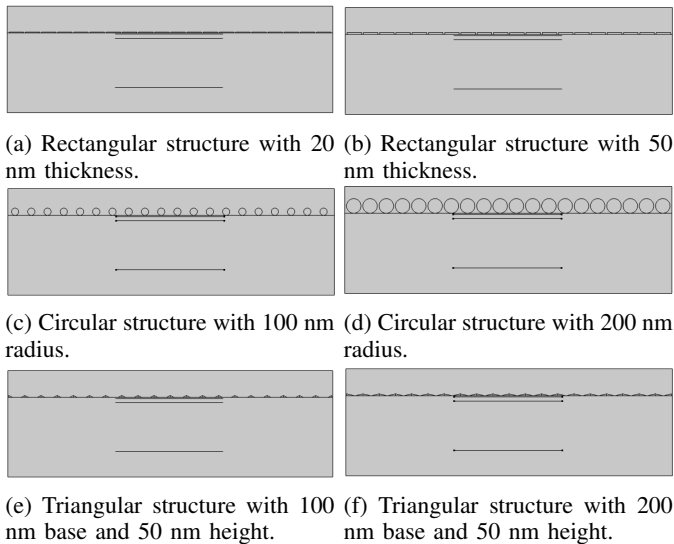 (a) Rectangular structure with 20
nm thickness.
(b) Rectangular structure with 50
nm thickness.
(c) Circular structure with 100 nm
radius.
(d) Circular structure with 200 nm
radius.
(e) Triangular structure with 100
nm base and 50 nm height.
(f) Triangular structure with 200
nm base and 50 nm height.